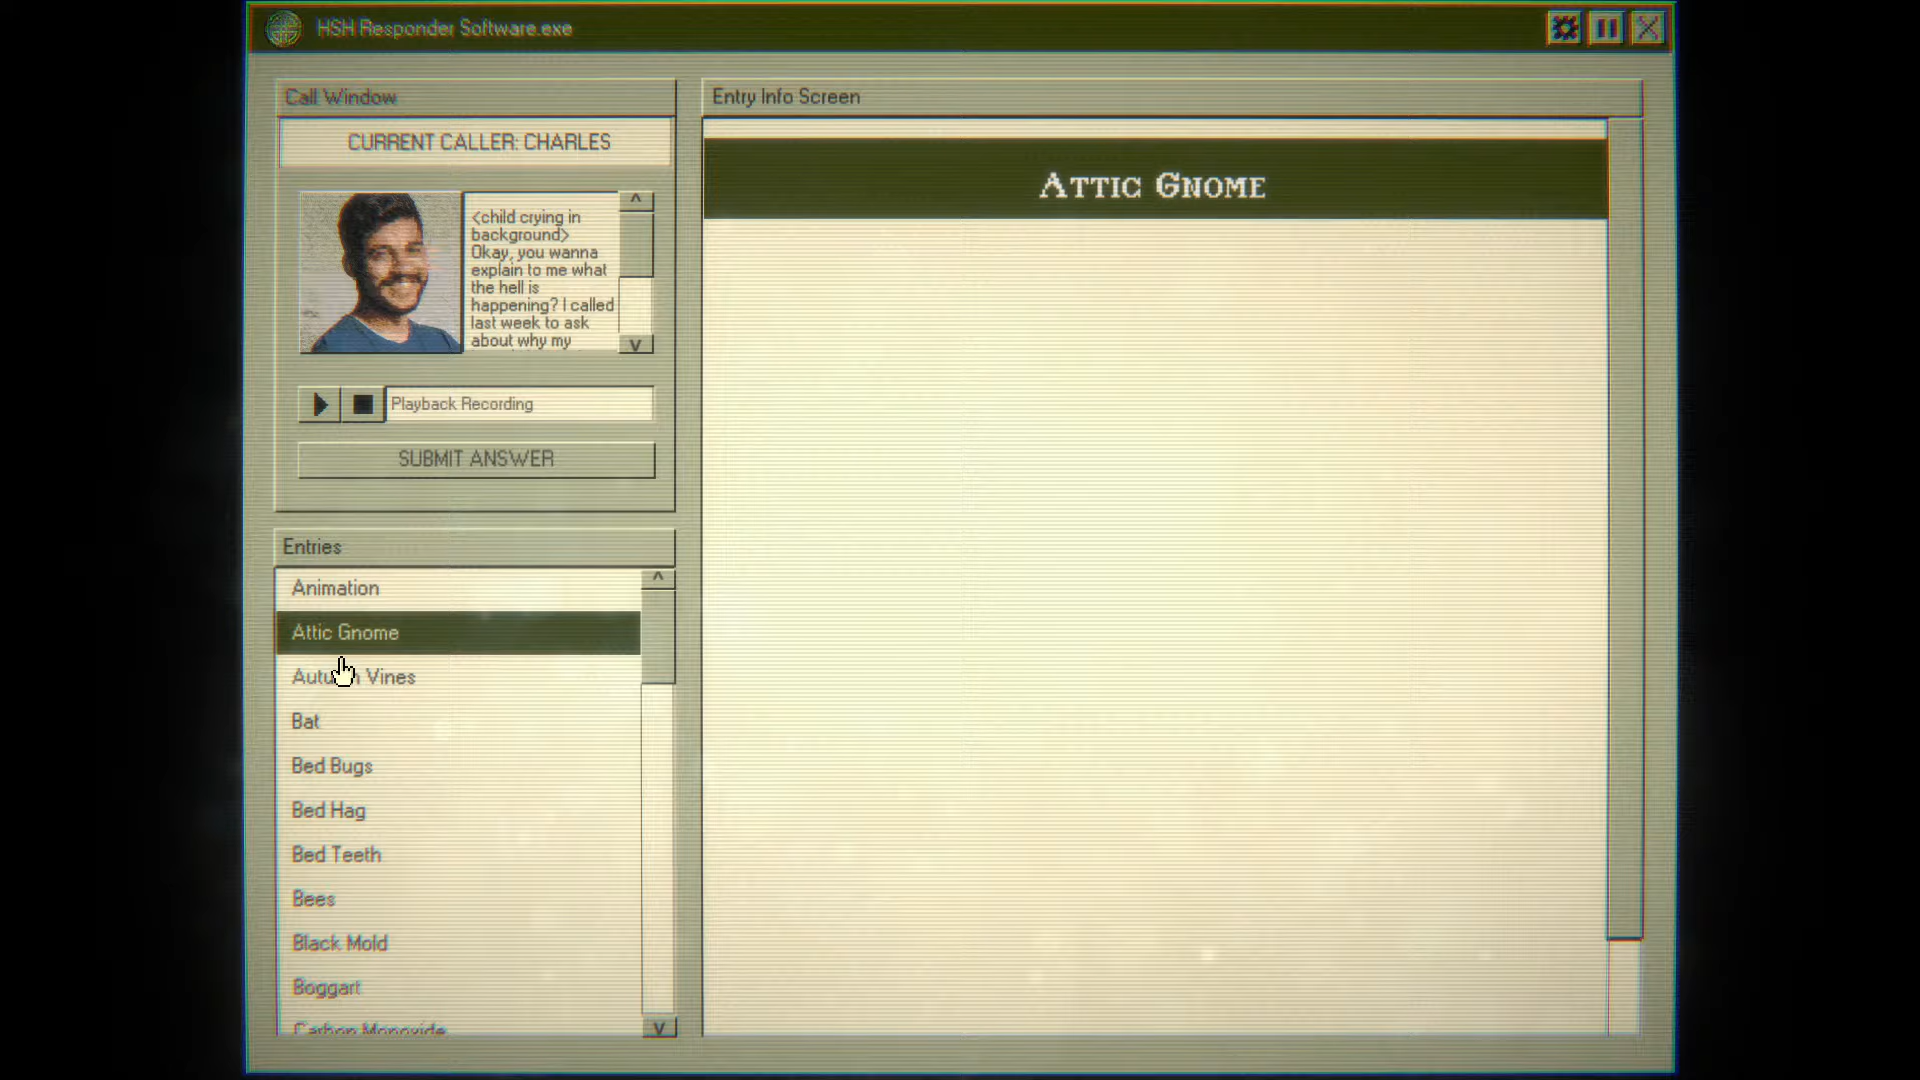 HSH Responder Software.exe
Call Window
CURRENT CALLER: CHARLES
<child crying in
background>
Okay, you wanna
explain to me what
the hell is
happening? I called
last week to ask
about why my
Playback Recording
SUBMIT ANSWER
Entries
Animation
Attic Gnome
Autumn Vines
Bat
Bed Bugs
Bed Hag
Bed Teeth
Bees
Black Mold
Boggart
Carbon Monoxide
Entry Info Screen
Attic Gnome